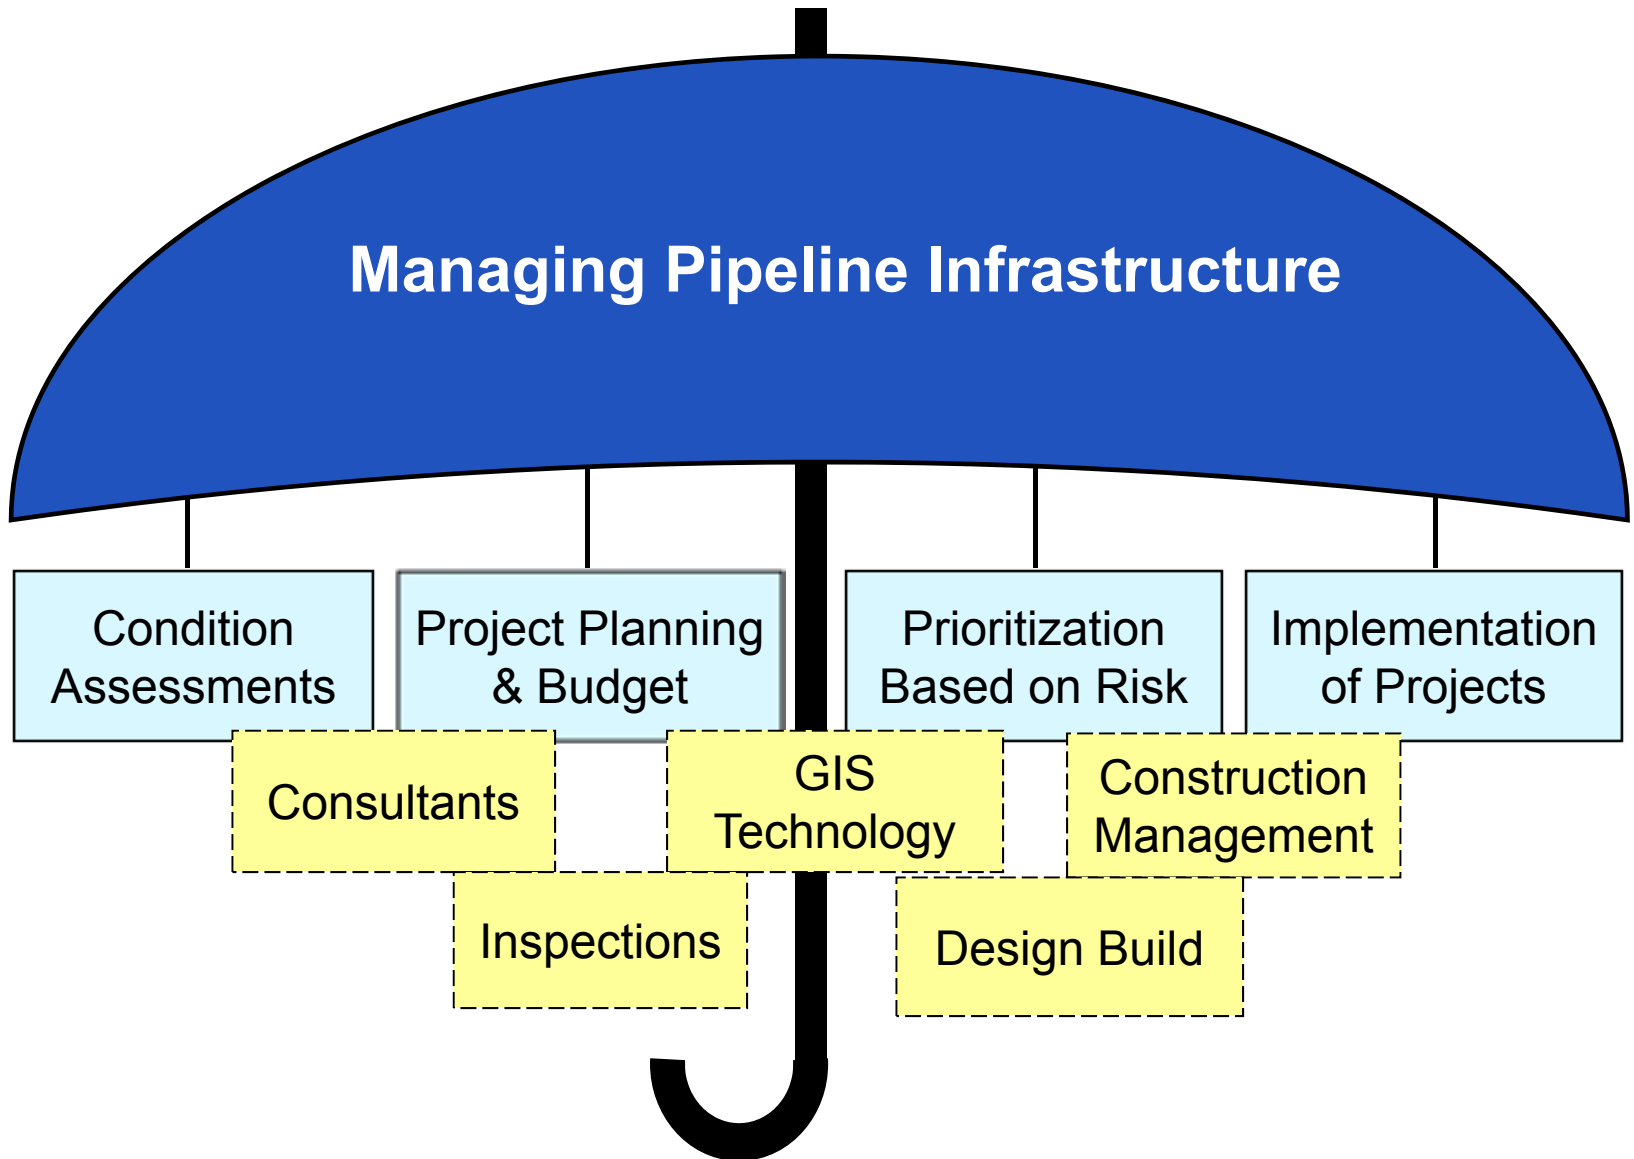 Managing Pipeline Infrastructure
Condition
Assessments
Project Planning
& Budget
Prioritization
Based on Risk
Implementation
of Projects
Consultants
GIS
Technology
Construction
Management
Inspections
Design Build